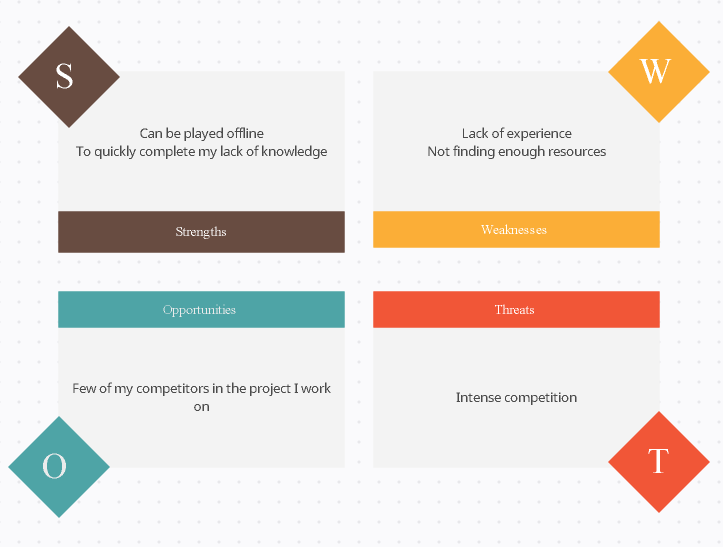 S
Can be played offline
To quickly complete my lack of knowledge
Strengths
W
Lack of experience
Not finding enough resources
Weaknesses
Opportunities
Few of my competitors in the project I work
on
O
Threats
Intense competition
T